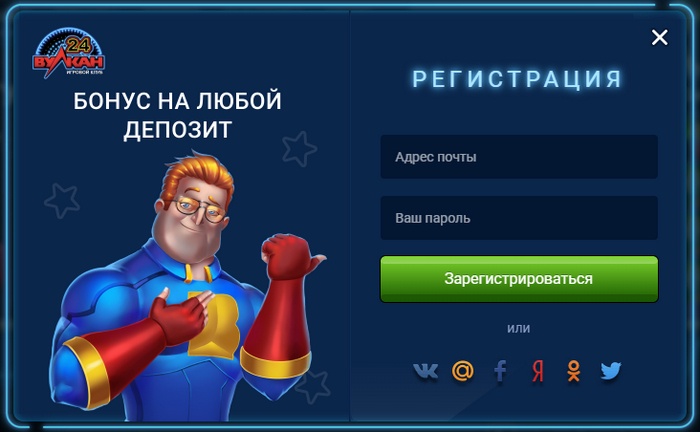 24
ВУЛКАН
ИГРОВОЙ КЛУБ
БОНУС НА ЛЮБОЙ
ДЕПОЗИТ
В
РЕГИСТРАЦИЯ
Адрес почты
Ваш пароль
Зарегистрироваться
или